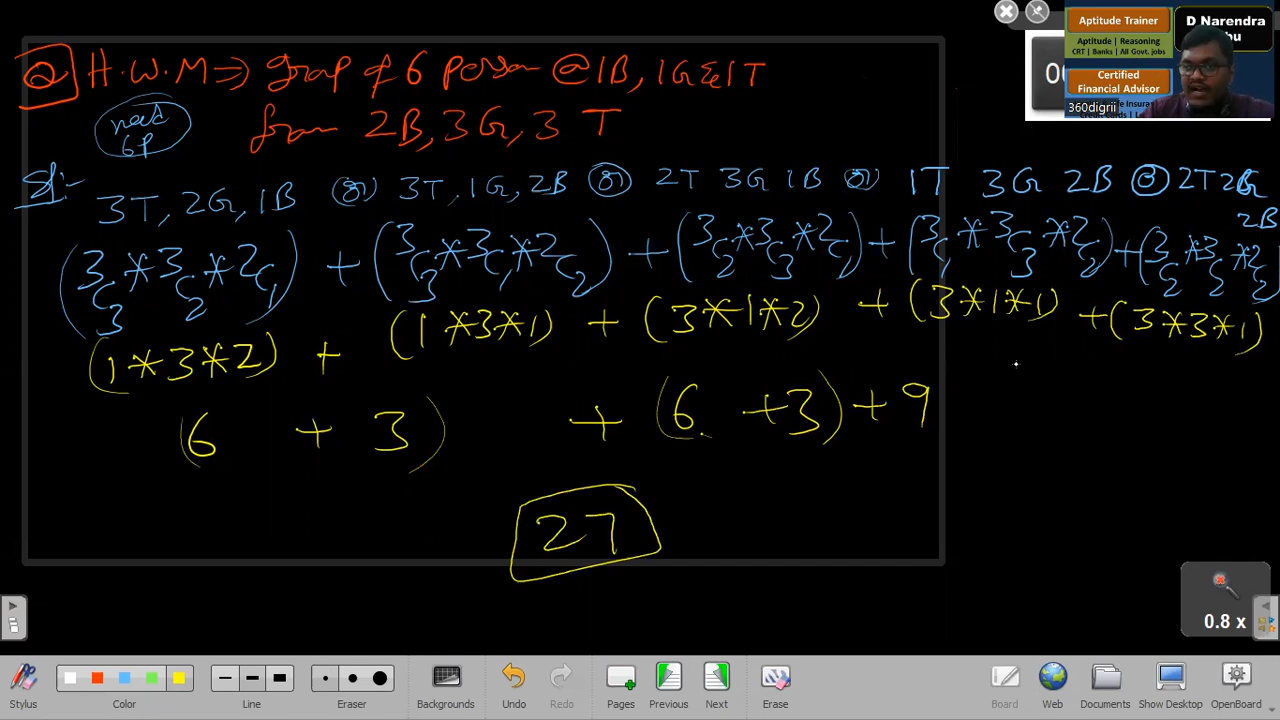 Q H.W.M ⇒ group of 6 person @ 1B, 1G & 1T
need 6P
from 2B, 3G, 3 T
Sol:- 3T, 2G, 1B (or) 3T, 1G, 2B (or) 2T 3G 1B (or) 1T 3G 2B (or) 2T 2G 2B
(3C3 * 3C2 * 2C1) + (3C3 * 3C1 * 2C2) + (3C2 * 3C3 * 2C1) + (3C1 * 3C3 * 2C2) + (3C2 * 3C2 * 2C2)
(1*3*2) + (1*3*1) + (3*1*2) + (3*1*1) + (3*3*1)
(6 + 3) + (6 + 3) + 9
27
Aptitude Trainer
Aptitude | Reasoning
CRT | Banks | All Govt. jobs
Certified
Financial Advisor
D Narendra
360digrii
0.8 x
Stylus
Color
Line
Eraser
Backgrounds
Undo
Redo
Pages
Previous
Next
Erase
Board
Web
Documents
Show Desktop
OpenBoard